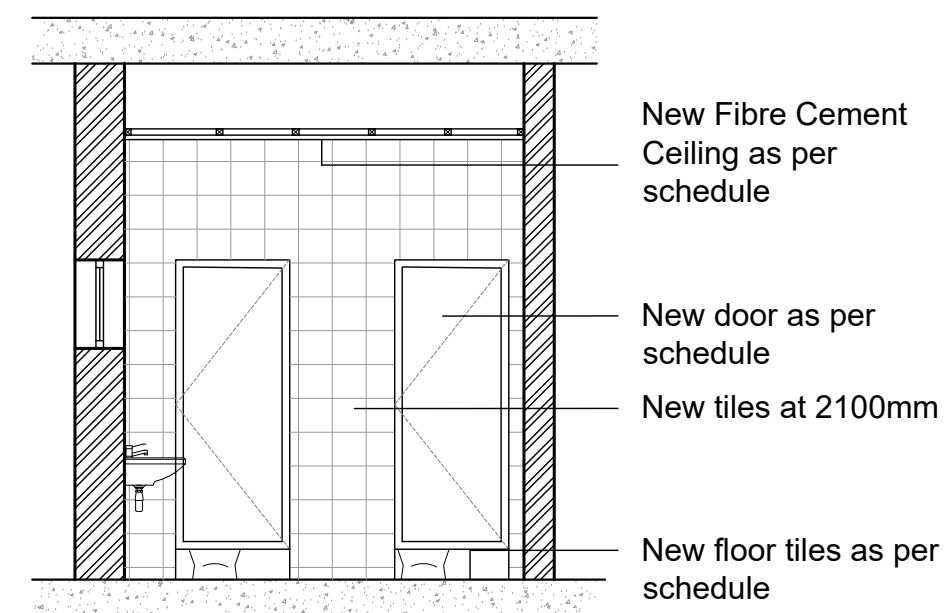 New Fibre Cement
Ceiling as per
schedule
New door as per
schedule
New tiles at 2100mm
New floor tiles as per
schedule